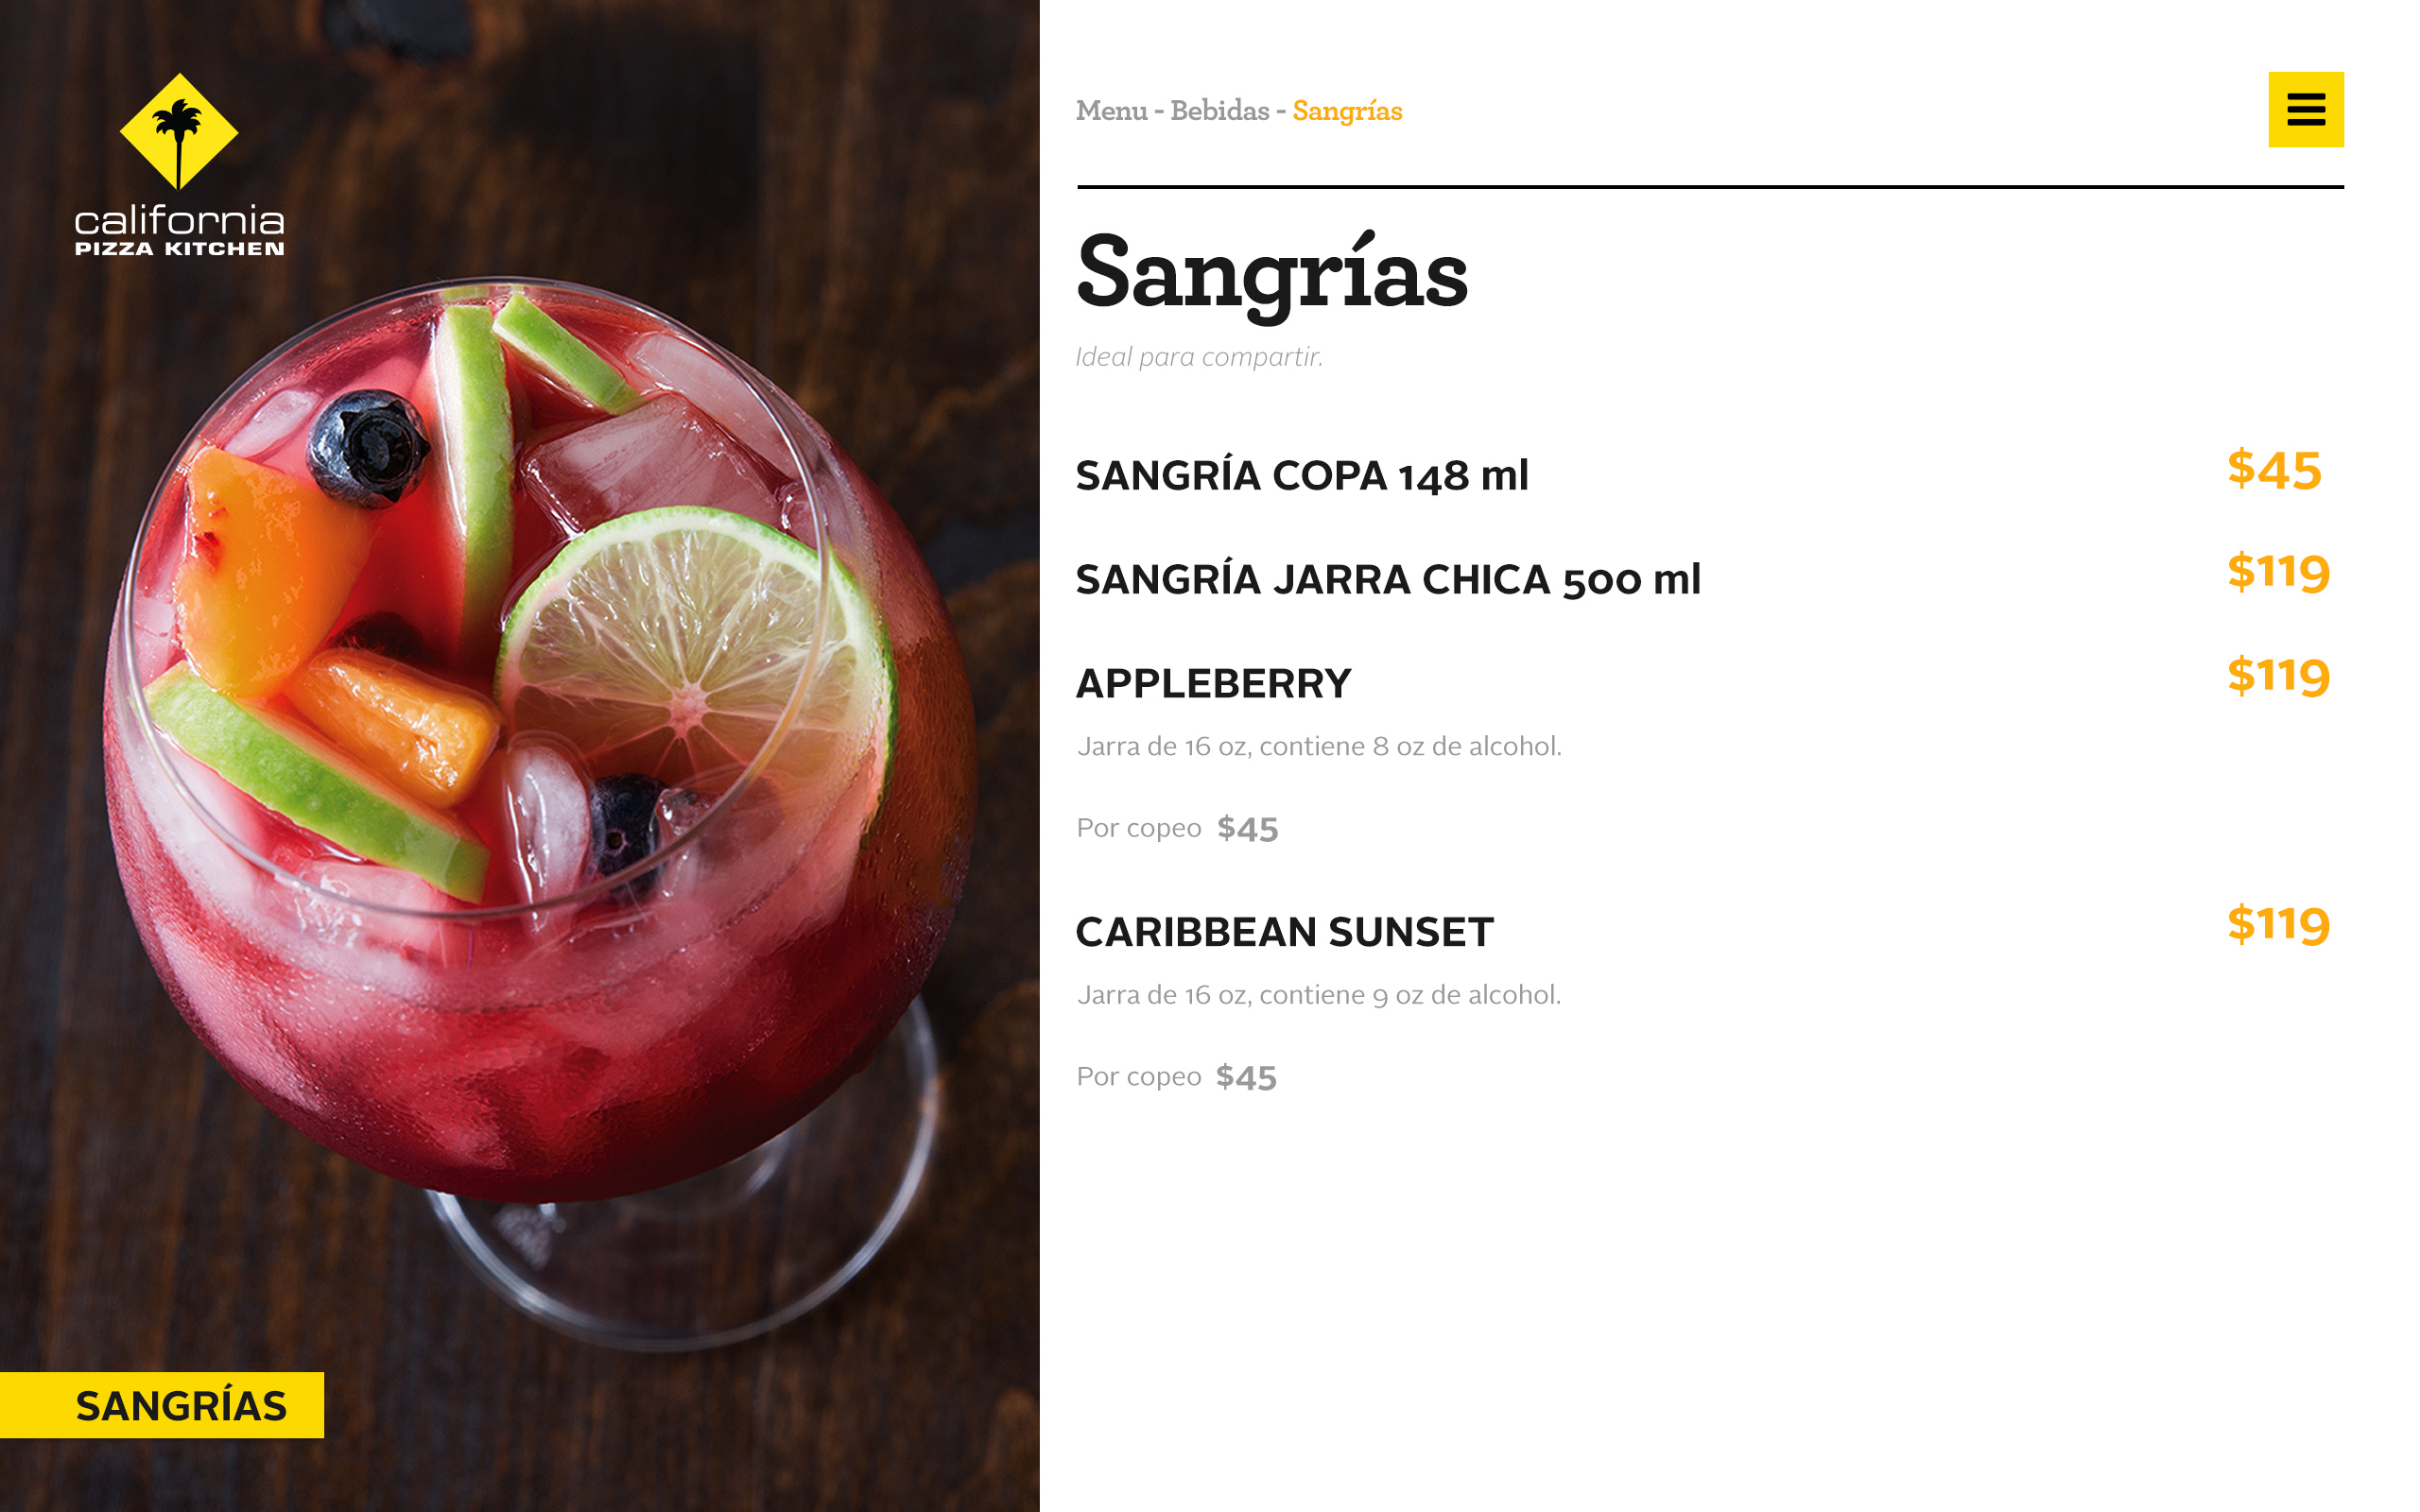 california
PIZZA KITCHEN
SANGRÍAS
Menu - Bebidas - Sangrías
Sangrías
Ideal para compartir.
SANGRÍA COPA 148 ml $45
SANGRÍA JARRA CHICA 500 ml $119
APPLEBERRY $119
Jarra de 16 oz, contiene 8 oz de alcohol.
Por copeo $45
CARIBBEAN SUNSET $119
Jarra de 16 oz, contiene 9 oz de alcohol.
Por copeo $45